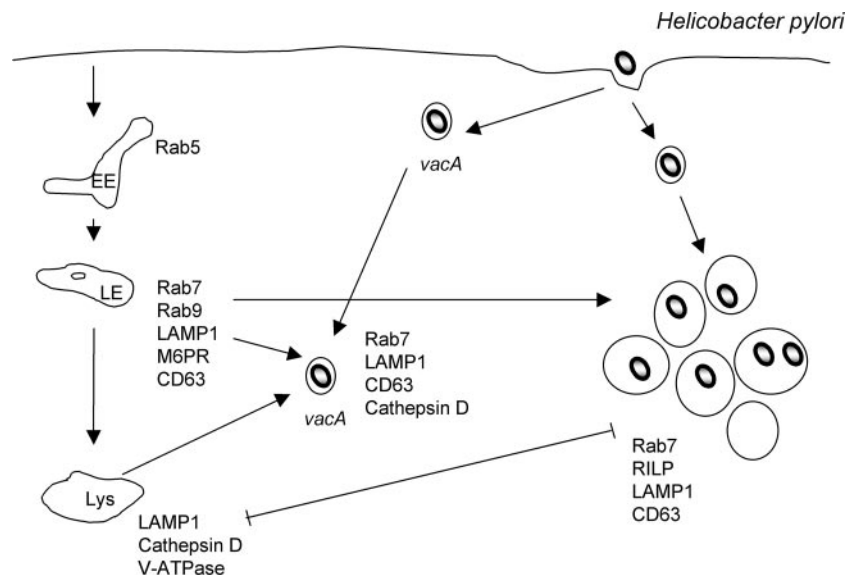 Helicobacter pylori
Rab5
EE
vacA
LE
Rab7
Rab9
LAMP1
M6PR
CD63
Rab7
LAMP1
CD63
Cathepsin D
vacA
Rab7
RILP
LAMP1
CD63
Lys
LAMP1
Cathepsin D
V-ATPase